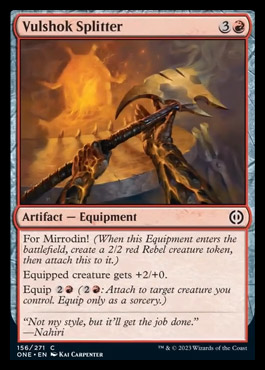 Vulshok Splitter 3
Artifact — Equipment
For Mirrodin! (When this Equipment enters the
battlefield, create a 2/2 red Rebel creature token,
then attach this to it.)
Equipped creature gets +2/+0.
Equip 2 ( 2 : Attach to target creature you
control. Equip only as a sorcery.)
“Not my style, but it’ll get the job done.”
—Nahiri
156/271 C
ONE • EN Kai Carpenter
™ & © 2023 Wizards of the Coast